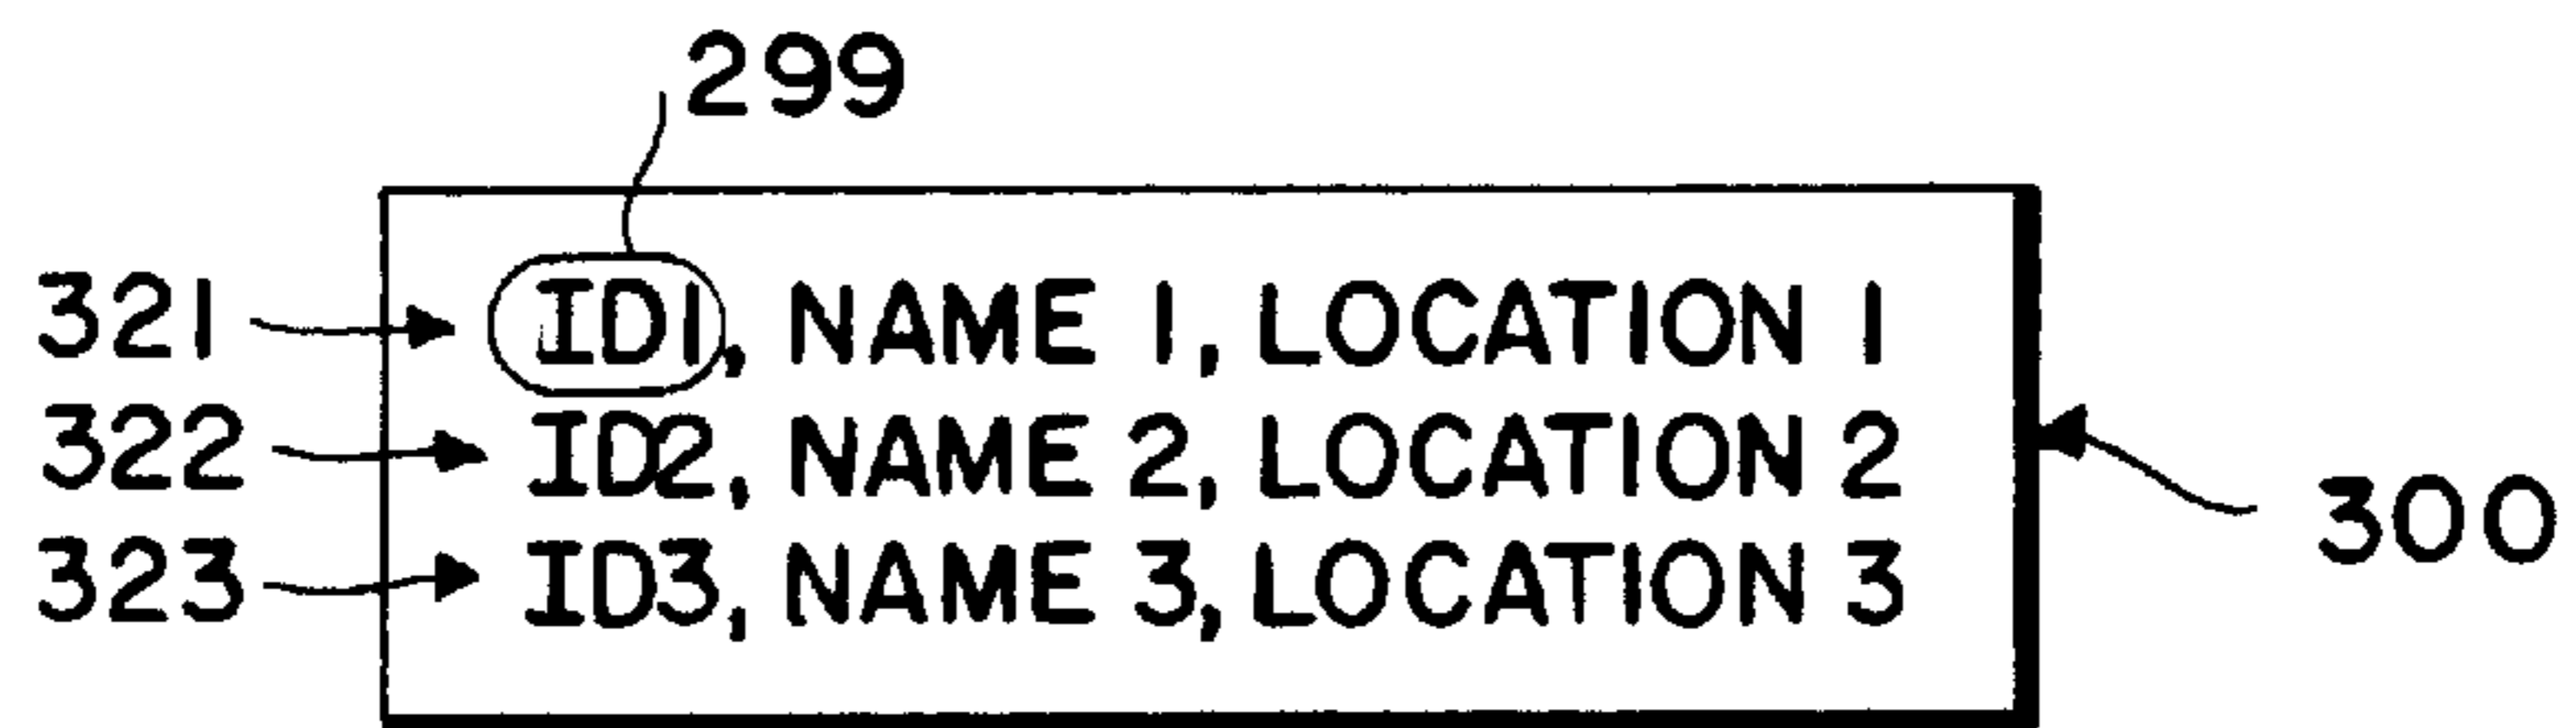 299
321 ID1, NAME 1, LOCATION 1
322 ID2, NAME 2, LOCATION 2
300
323 ID3, NAME 3, LOCATION 3